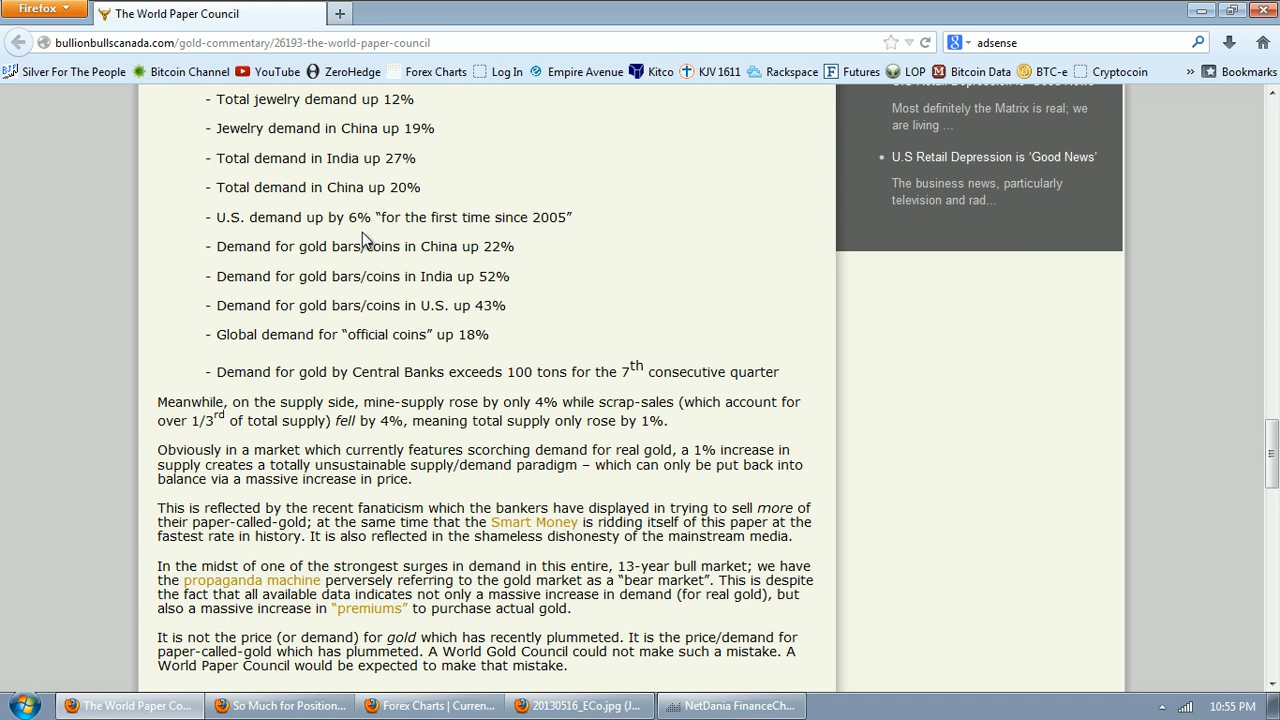 Firefox
The World Paper Council
bullionbullscanada.com/gold-commentary/26193-the-world-paper-council
adsense
Silver For The People
Bitcoin Channel
YouTube
ZeroHedge
Forex Charts
Log In
Empire Avenue
Kitco
KJV 1611
Rackspace
Futures
LOP
Bitcoin Data
BTC-e
Cryptocoin
»
Bookmarks
- Total jewelry demand up 12%
- Jewelry demand in China up 19%
- Total demand in India up 27%
- Total demand in China up 20%
- U.S. demand up by 6% “for the first time since 2005”
- Demand for gold bars/coins in China up 22%
- Demand for gold bars/coins in India up 52%
- Demand for gold bars/coins in U.S. up 43%
- Global demand for “official coins” up 18%
- Demand for gold by Central Banks exceeds 100 tons for the 7th consecutive quarter
Meanwhile, on the supply side, mine-supply rose by only 4% while scrap-sales (which account for
over 1/3rd of total supply) fell by 4%, meaning total supply only rose by 1%.
Obviously in a market which currently features scorching demand for real gold, a 1% increase in
supply creates a totally unsustainable supply/demand paradigm – which can only be put back into
balance via a massive increase in price.
This is reflected by the recent fanaticism which the bankers have displayed in trying to sell more of
their paper-called-gold; at the same time that the Smart Money is ridding itself of this paper at the
fastest rate in history. It is also reflected in the shameless dishonesty of the mainstream media.
In the midst of one of the strongest surges in demand in this entire, 13-year bull market; we have
the propaganda machine perversely referring to the gold market as a “bear market”. This is despite
the fact that all available data indicates not only a massive increase in demand (for real gold), but
also a massive increase in “premiums” to purchase actual gold.
It is not the price (or demand) for gold which has recently plummeted. It is the price/demand for
paper-called-gold which has plummeted. A World Gold Council could not make such a mistake. A
World Paper Council would be expected to make that mistake.
U.S Retail Depression is ‘Good News’
Most definitely the Matrix is real; we
are living ...
U.S Retail Depression is ‘Good News’
The business news, particularly
television and rad...
The World Paper Co...
So Much for Position...
Forex Charts | Curren...
20130516_ECo.jpg (J...
NetDania FinanceCh...
10:55 PM